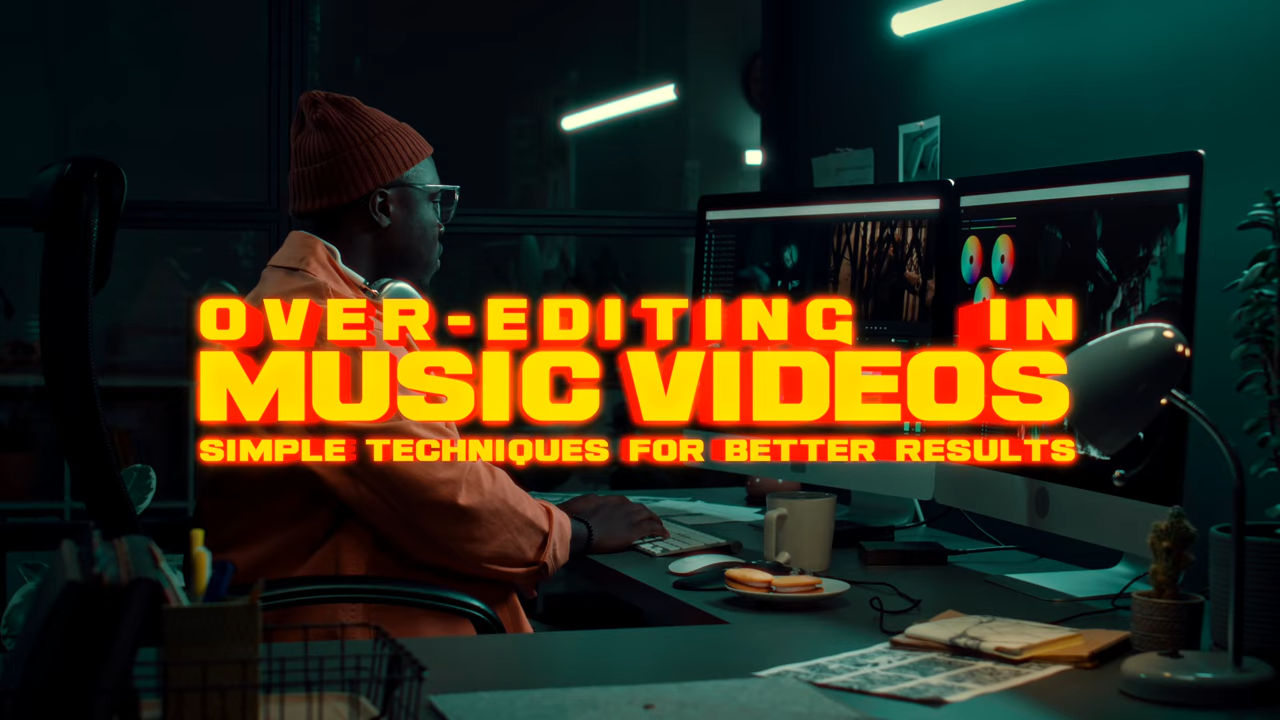 OVER-EDITING IN
MUSIC VIDEOS
SIMPLE TECHNIQUES FOR BETTER RESULTS